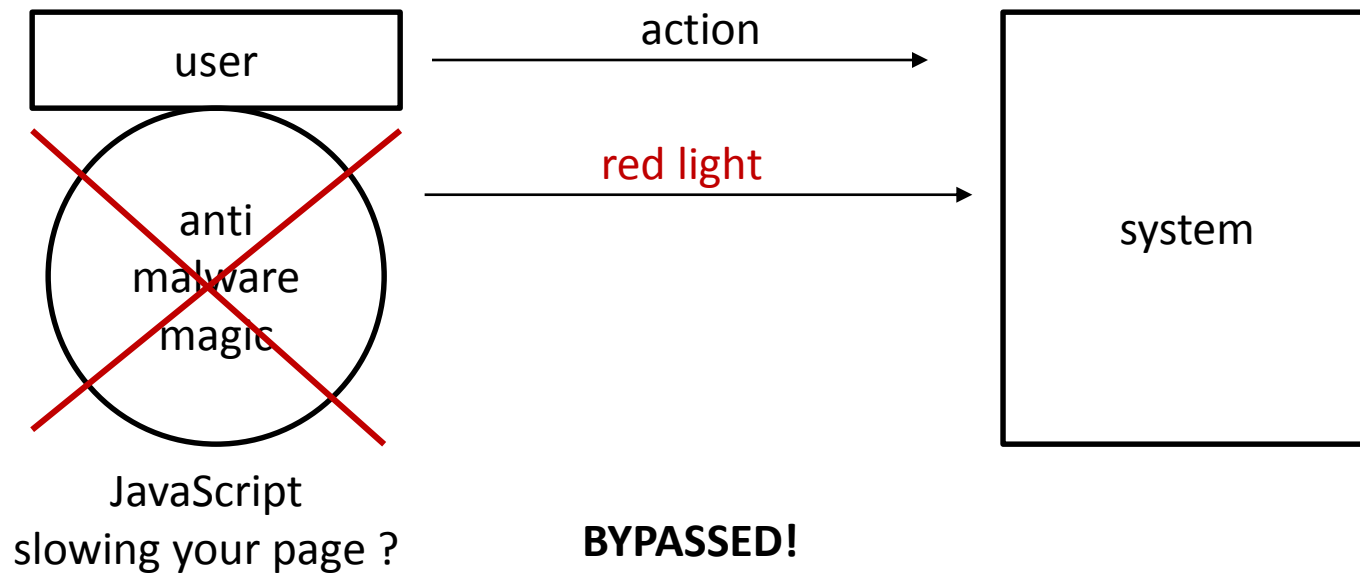 user
action
red light
anti
malware
magic
system
JavaScript
slowing your page ?
BYPASSED!